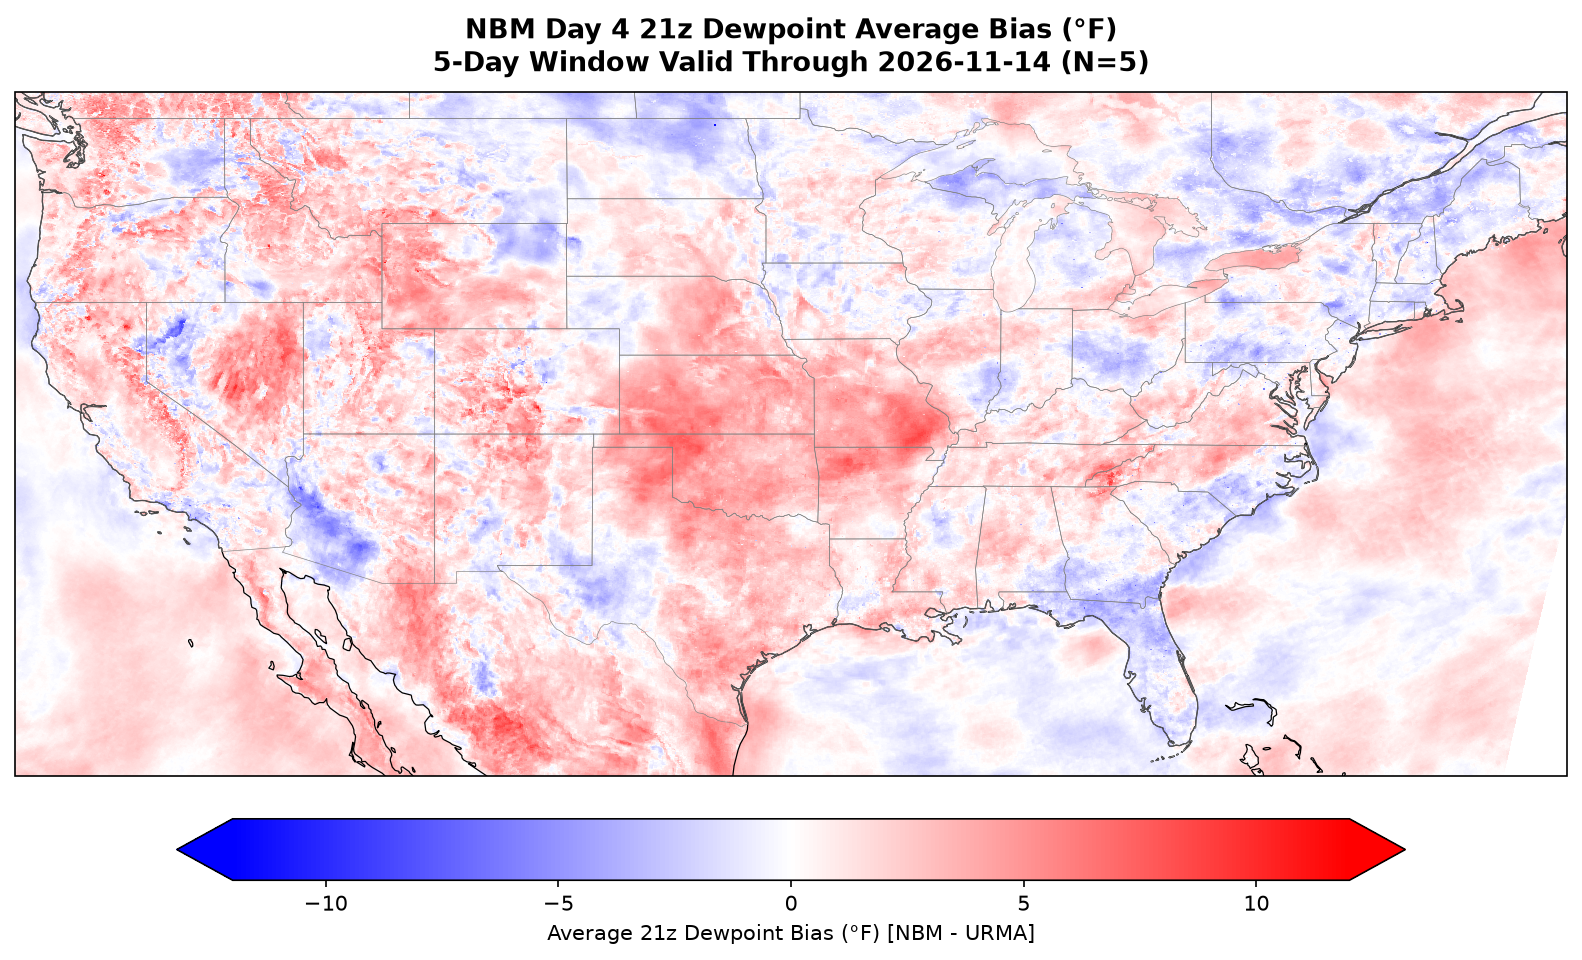 NBM Day 4 21z Dewpoint Average Bias (°F)
5-Day Window Valid Through 2026-11-14 (N=5)
−10 −5 0 5 10
Average 21z Dewpoint Bias (°F) [NBM - URMA]